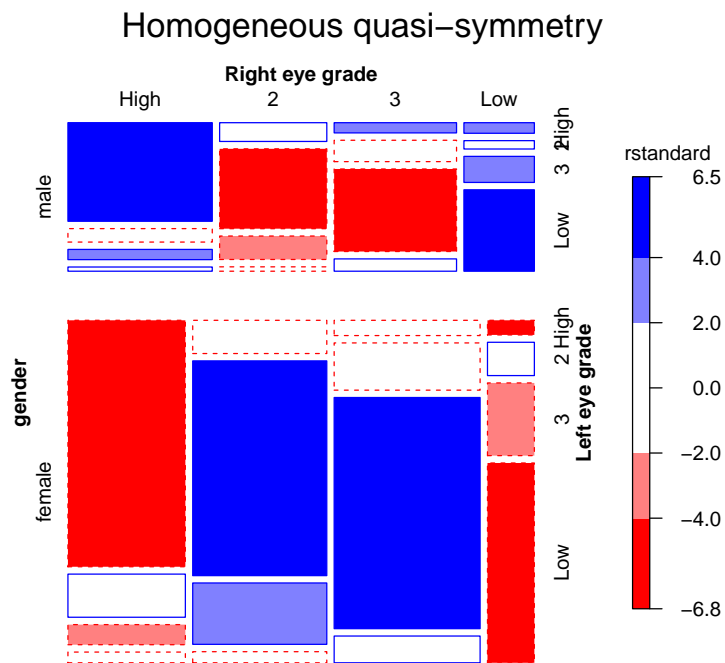 Homogeneous quasi−symmetry
Right eye grade
High 2 3 Low
gender
male
female
Left eye grade
High
2
3
Low
High
2
3
Low
rstandard
6.5
4.0
2.0
0.0
−2.0
−4.0
−6.8